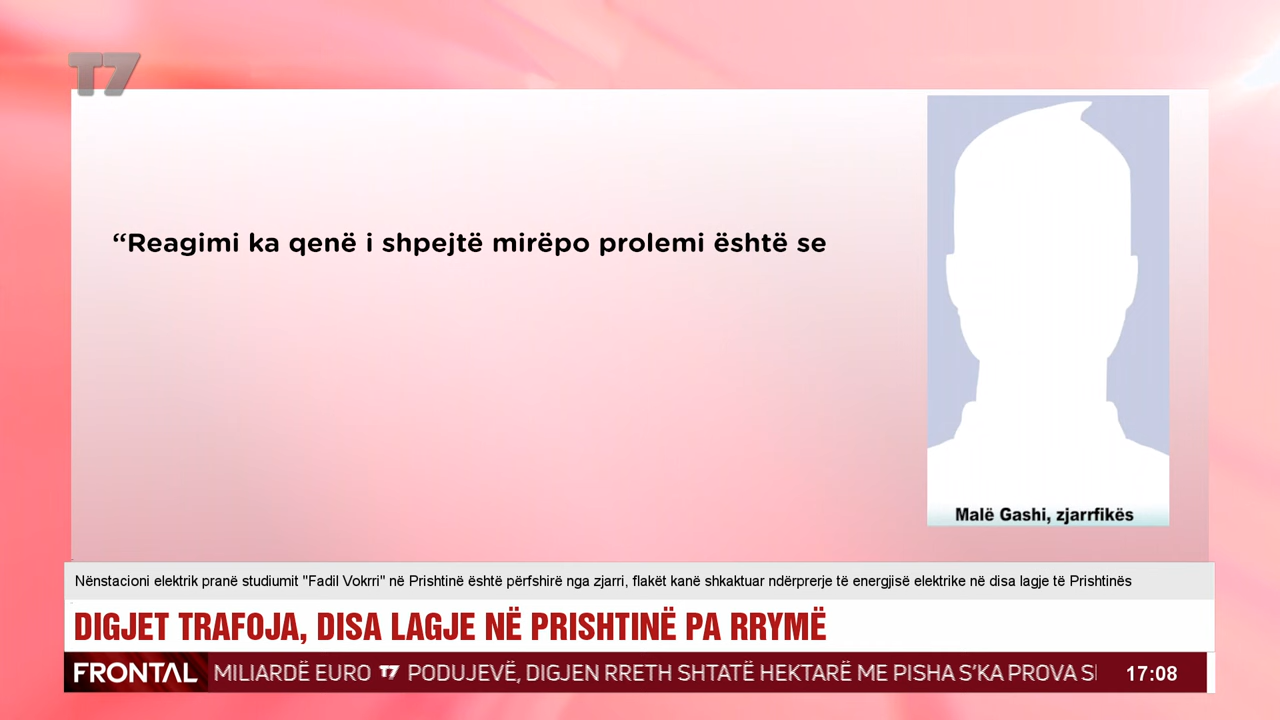 T7
“Reagimi ka qenë i shpejtë mirëpo prolemi është se
Malë Gashi, zjarrfikës
Nënstacioni elektrik pranë studiumit "Fadil Vokrri" në Prishtinë është përfshirë nga zjarri, flakët kanë shkaktuar ndërprerje të energjisë elektrike në disa lagje të Prishtinës
DIGJET TRAFOJA, DISA LAGJE NË PRISHTINË PA RRYMË
FRONTAL MILIARDË EURO T7 PODUJEVË, DIGJEN RRETH SHTATË HEKTARË ME PISHA S’KA PROVA 17:08